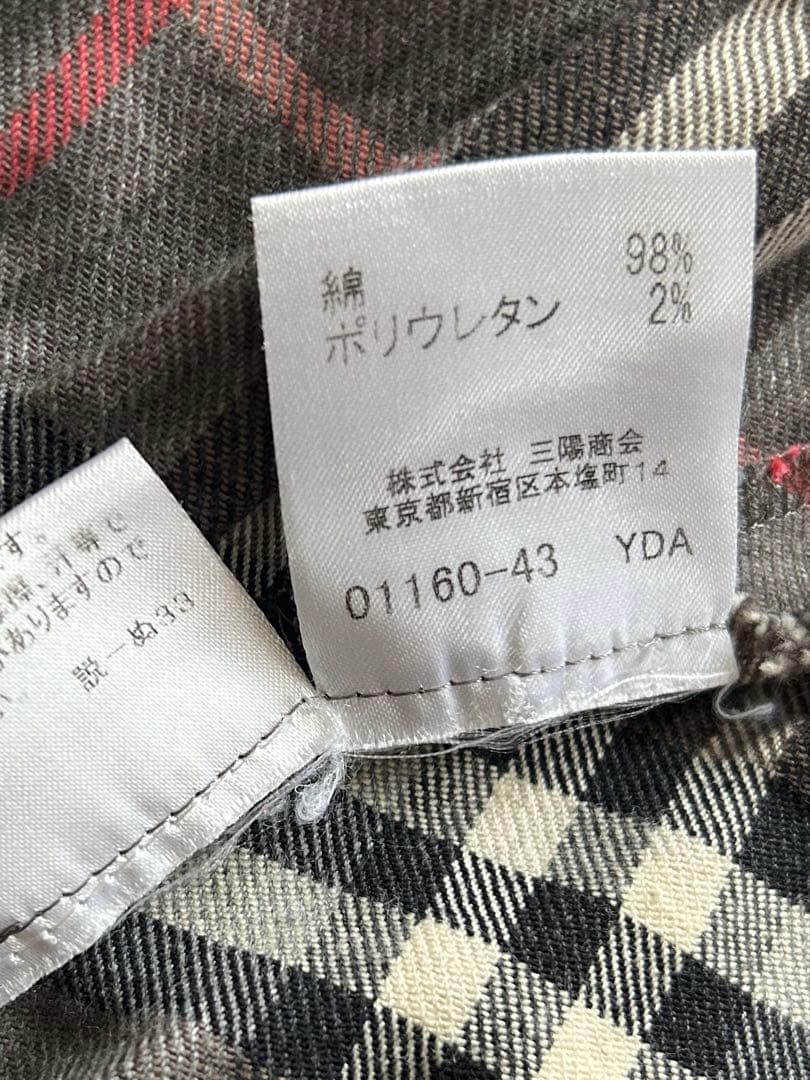 綿 98%
ポリウレタン 2%
株式会社 三陽商会
東京都新宿区本塩町14
01160-43 YDA
す。
ありますので
説ーぬ33